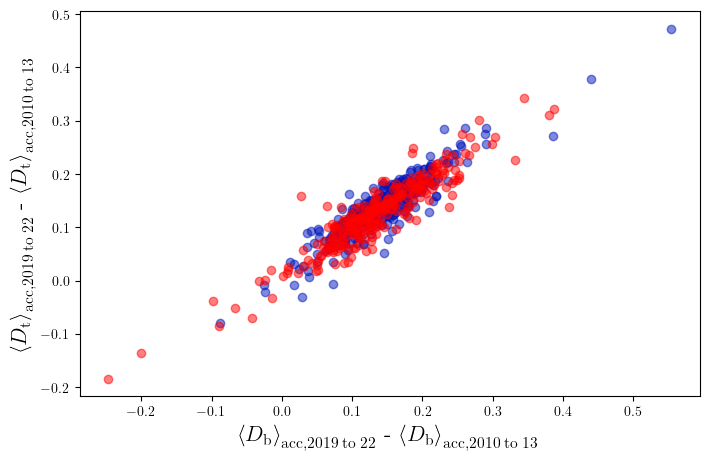 0.5
0.4
0.3
0.2
0.1
0.0
−0.1
−0.2
⟨D_t⟩_acc,2019 to 22 - ⟨D_t⟩_acc,2010 to 13
−0.2 −0.1 0.0 0.1 0.2 0.3 0.4 0.5
⟨D_b⟩_acc,2019 to 22 - ⟨D_b⟩_acc,2010 to 13